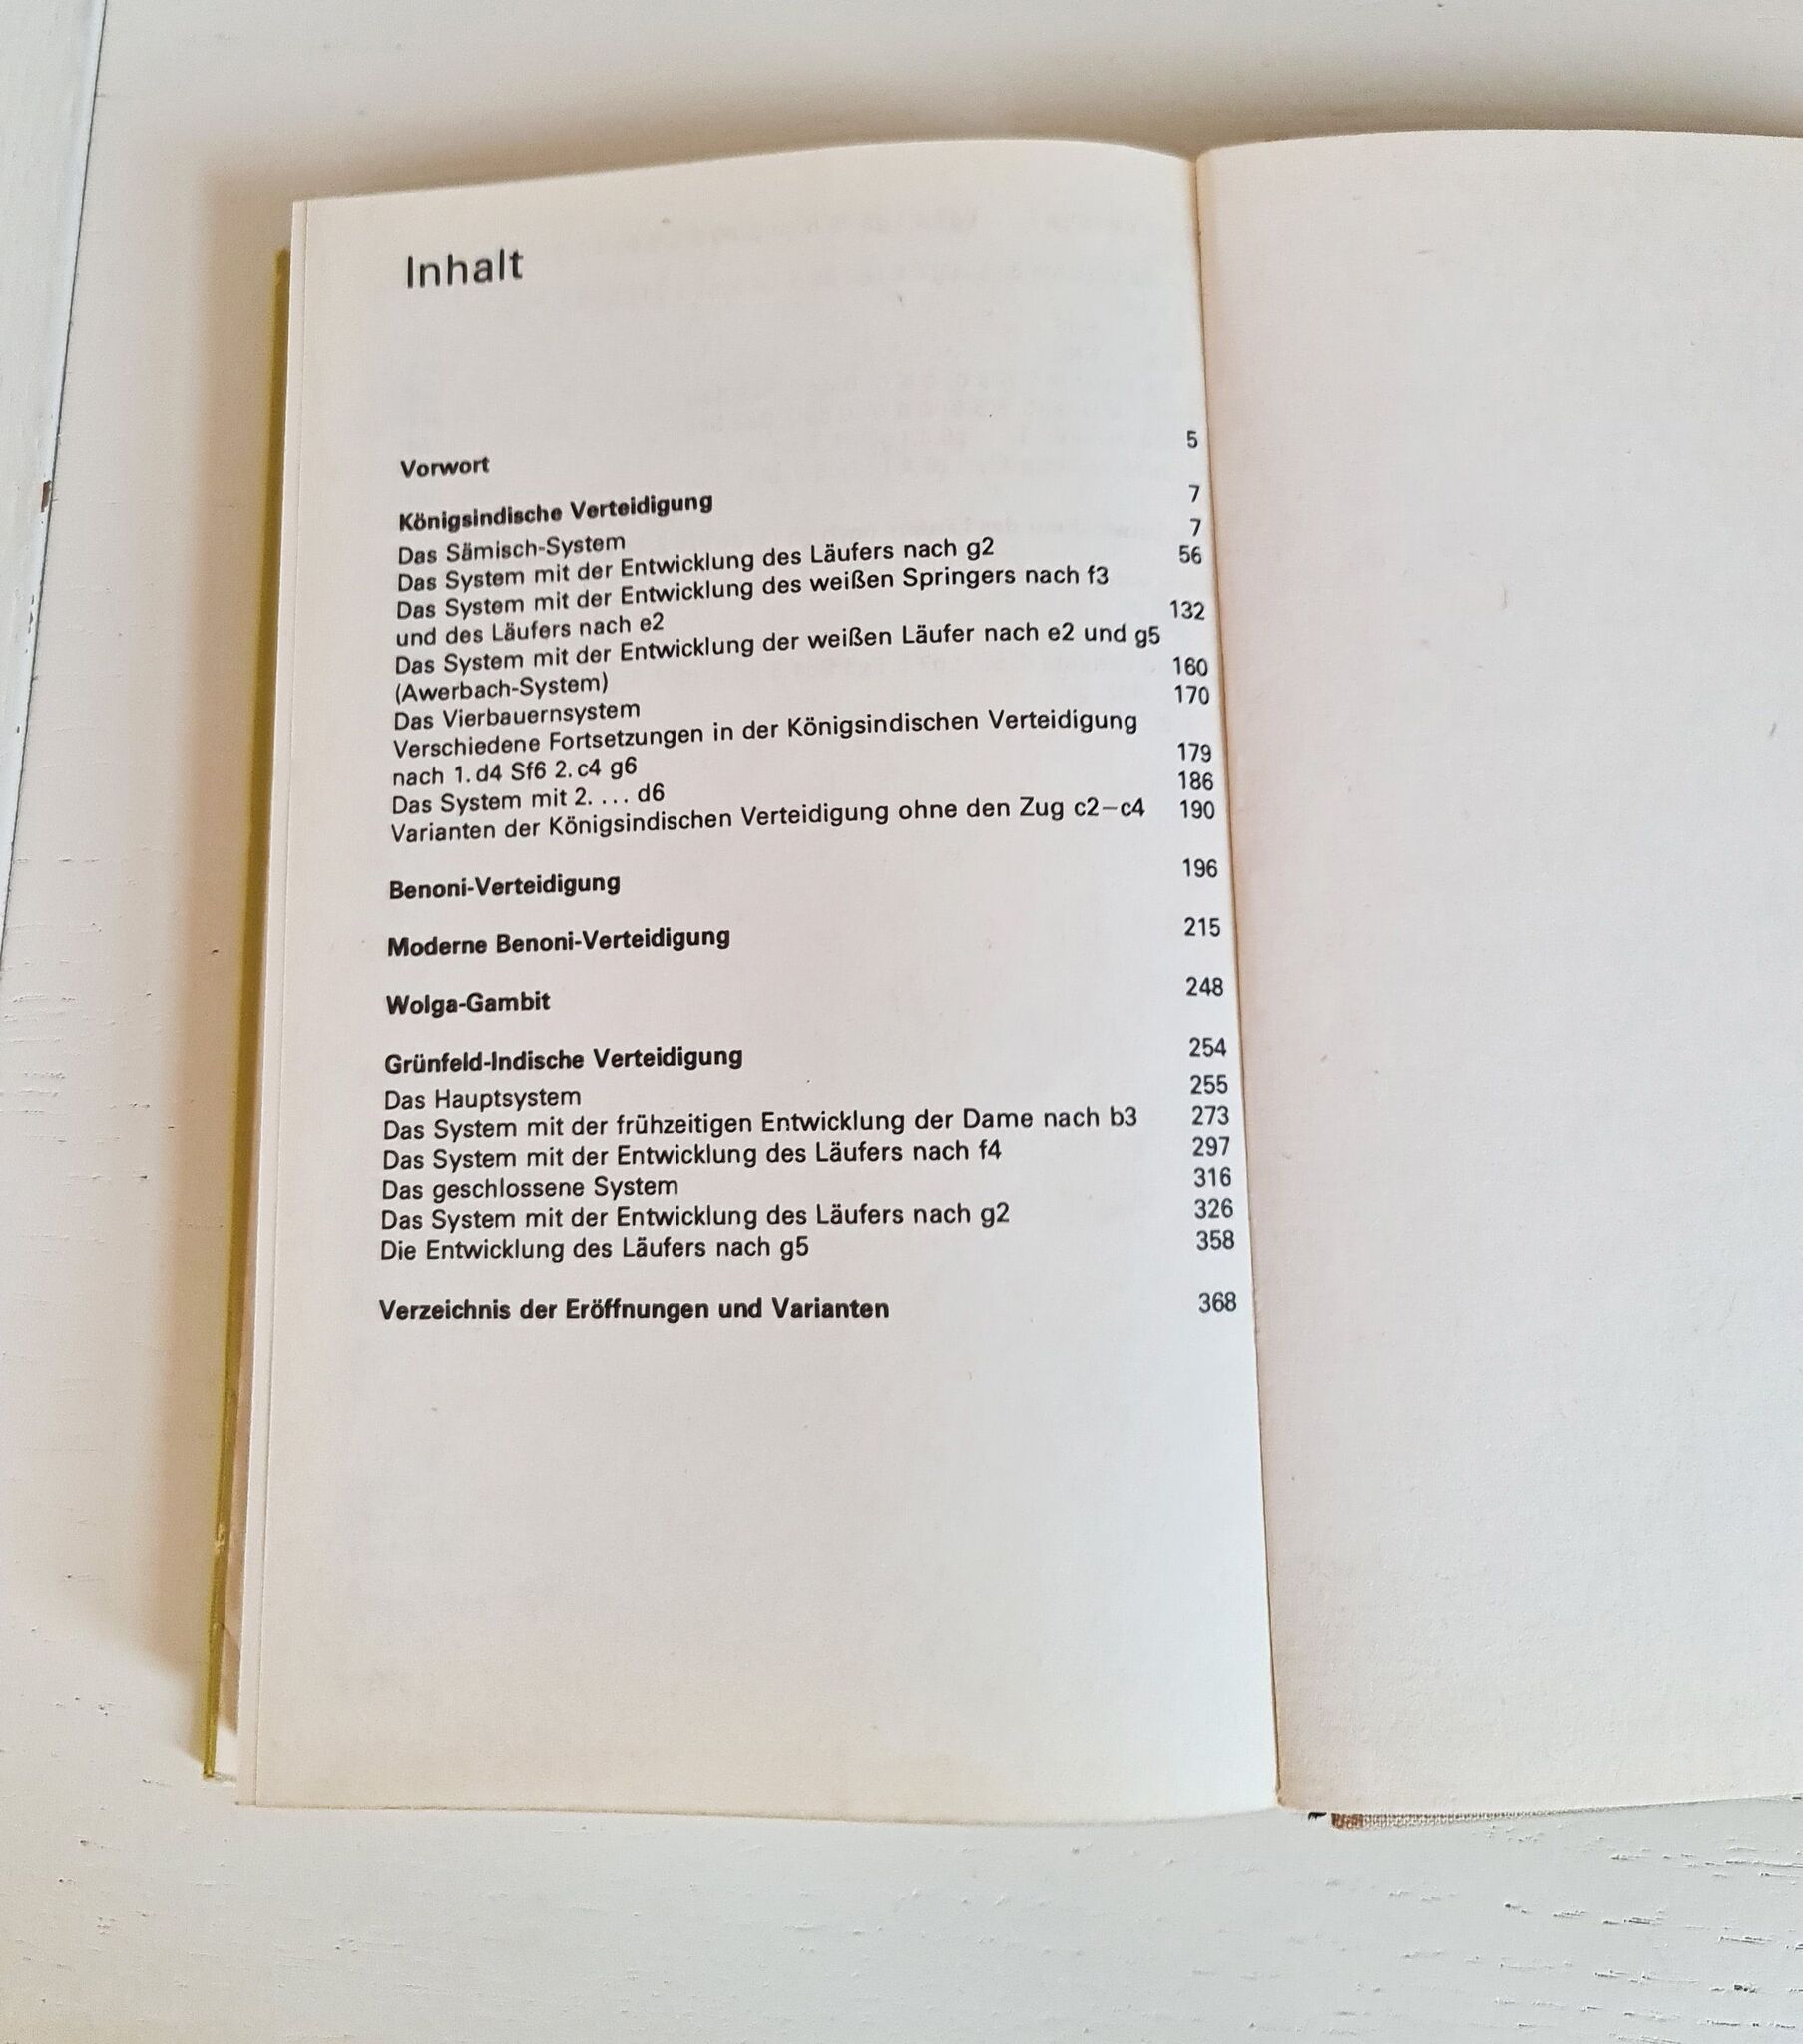 Inhalt
Vorwort 5
Königsindische Verteidigung 7
Das Sämisch-System 7
Das System mit der Entwicklung des Läufers nach g2 56
Das System mit der Entwicklung des weißen Springers nach f3
und des Läufers nach e2 132
Das System mit der Entwicklung der weißen Läufer nach e2 und g5
(Awerbach-System) 160
Das Vierbauernsystem 170
Verschiedene Fortsetzungen in der Königsindischen Verteidigung
nach 1. d4 Sf6 2. c4 g6 179
Das System mit 2. ... d6 186
Varianten der Königsindischen Verteidigung ohne den Zug c2–c4 190
Benoni-Verteidigung 196
Moderne Benoni-Verteidigung 215
Wolga-Gambit 248
Grünfeld-Indische Verteidigung 254
Das Hauptsystem 255
Das System mit der frühzeitigen Entwicklung der Dame nach b3 273
Das System mit der Entwicklung des Läufers nach f4 297
Das geschlossene System 316
Das System mit der Entwicklung des Läufers nach g2 326
Die Entwicklung des Läufers nach g5 358
Verzeichnis der Eröffnungen und Varianten 368